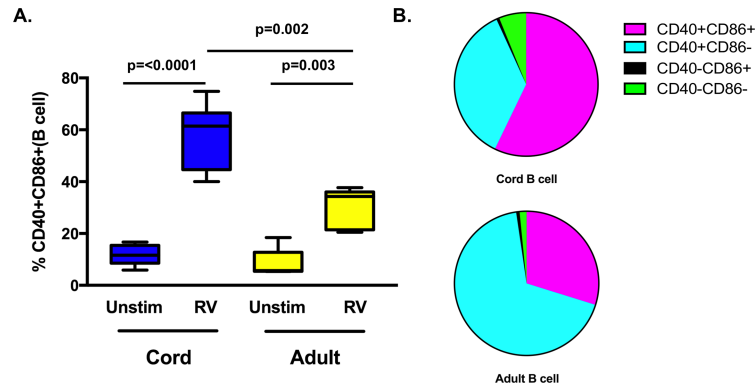 A.
p=0.002
p=<0.0001
p=0.003
% CD40+CD86+(B cell)
80
60
40
20
0
Unstim RV Unstim RV
Cord Adult
B.
CD40+CD86+
CD40+CD86-
CD40-CD86+
CD40-CD86-
Cord B cell
Adult B cell